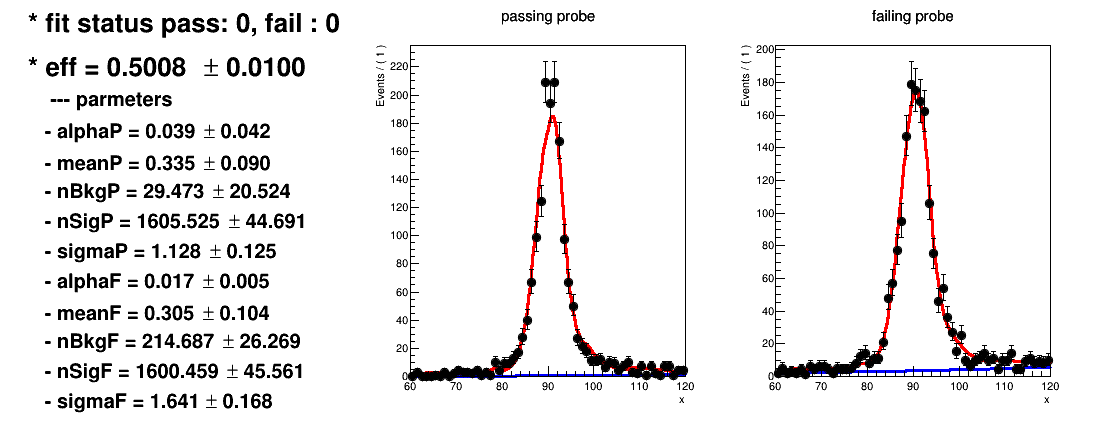 * fit status pass: 0, fail : 0
* eff = 0.5008 ± 0.0100
--- parmeters
- alphaP = 0.039 ± 0.042
- meanP = 0.335 ± 0.090
- nBkgP = 29.473 ± 20.524
- nSigP = 1605.525 ± 44.691
- sigmaP = 1.128 ± 0.125
- alphaF = 0.017 ± 0.005
- meanF = 0.305 ± 0.104
- nBkgF = 214.687 ± 26.269
- nSigF = 1600.459 ± 45.561
- sigmaF = 1.641 ± 0.168
passing probe
Events / ( 1 )
220
200
180
160
140
120
100
80
60
40
20
0
60 70 80 90 100 110 120
x
failing probe
Events / ( 1 )
200
180
160
140
120
100
80
60
40
20
0
60 70 80 90 100 110 120
x